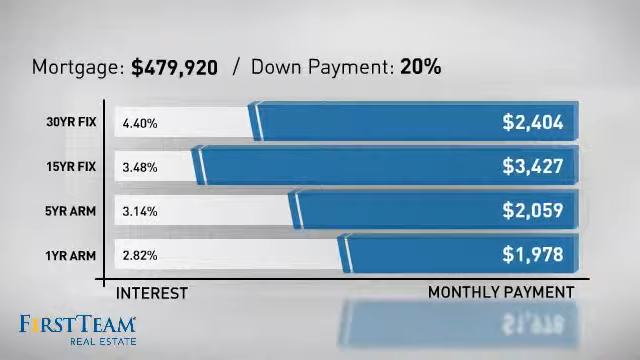 Mortgage: $479,920 / Down Payment: 20%
30YR FIX 4.40% $2,404
15YR FIX 3.48% $3,427
5YR ARM 3.14% $2,059
1YR ARM 2.82% $1,978
INTEREST MONTHLY PAYMENT
FIRSTTEAM
REAL ESTATE